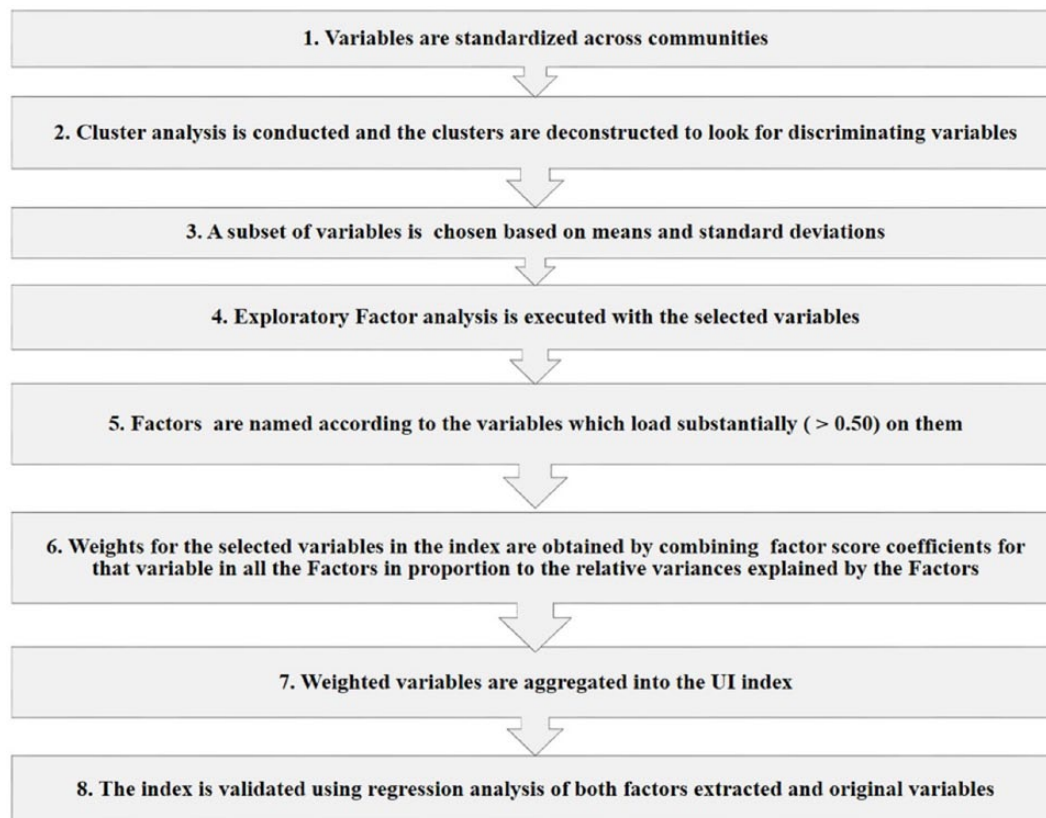 1. Variables are standardized across communities
2. Cluster analysis is conducted and the clusters are deconstructed to look for discriminating variables
3. A subset of variables is chosen based on means and standard deviations
4. Exploratory Factor analysis is executed with the selected variables
5. Factors are named according to the variables which load substantially ( > 0.50) on them
6. Weights for the selected variables in the index are obtained by combining factor score coefficients for
that variable in all the Factors in proportion to the relative variances explained by the Factors
7. Weighted variables are aggregated into the UI index
8. The index is validated using regression analysis of both factors extracted and original variables